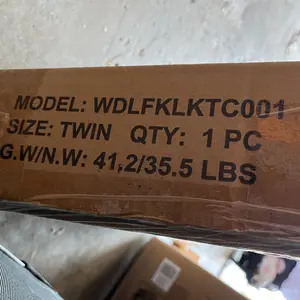 MODEL: WDLFKLKTC001
SIZE: TWIN QTY: 1 PC
G.W/N.W: 41.2/35.5 LBS